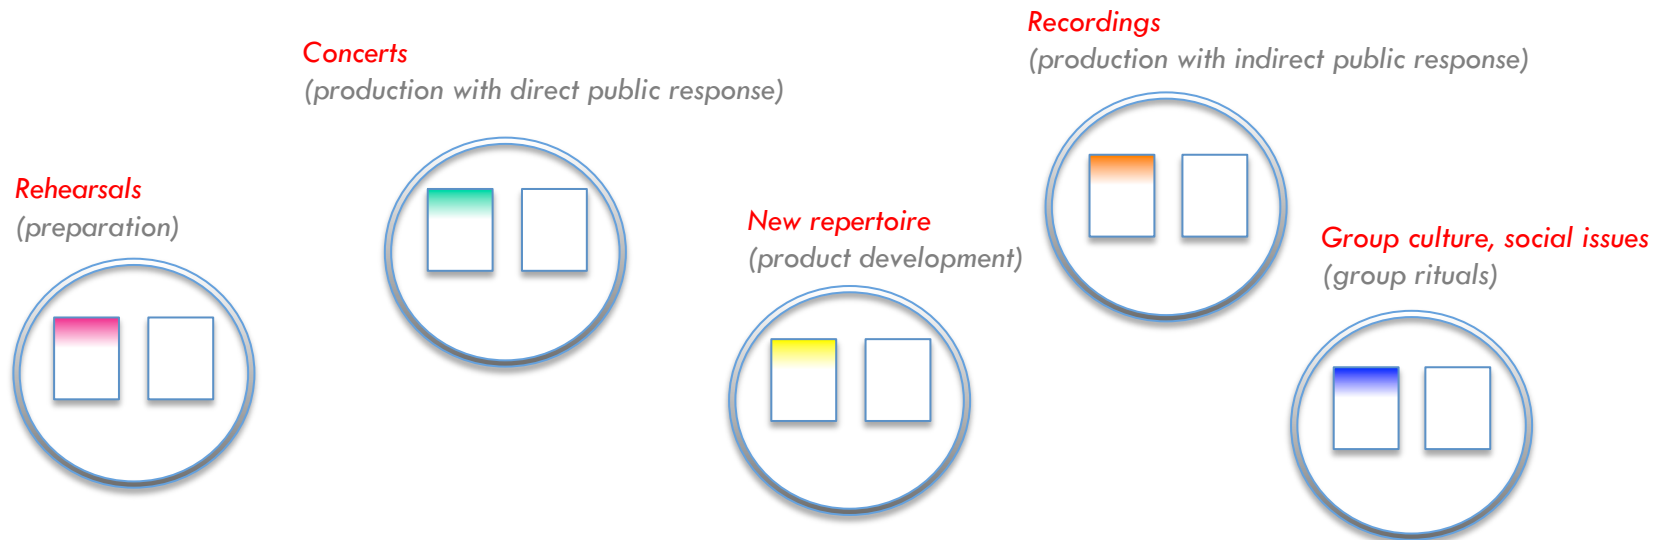 Rehearsals
(preparation)
Concerts
(production with direct public response)
New repertoire
(product development)
Recordings
(production with indirect public response)
Group culture, social issues
(group rituals)